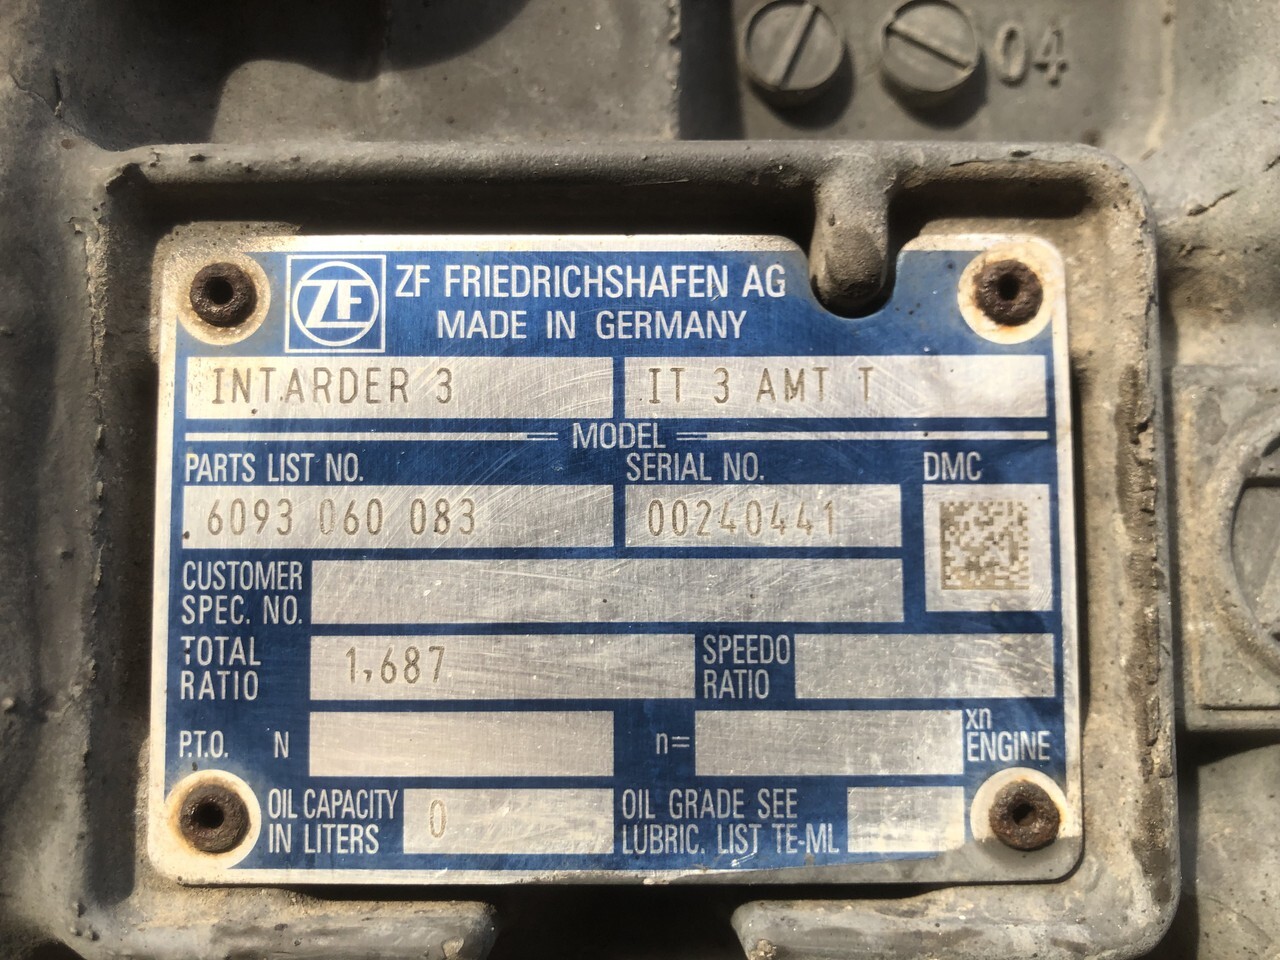 04
ZF
ZF FRIEDRICHSHAFEN AG
MADE IN GERMANY
INTARDER 3
IT 3 AMT T
MODEL
PARTS LIST NO.
SERIAL NO.
DMC
6093 060 083
00240441
CUSTOMER
SPEC. NO.
TOTAL
RATIO
1,687
SPEEDO
RATIO
P.T.O. N
n=
xn
ENGINE
OIL CAPACITY
IN LITERS
0
OIL GRADE SEE
LUBRIC. LIST TE-ML